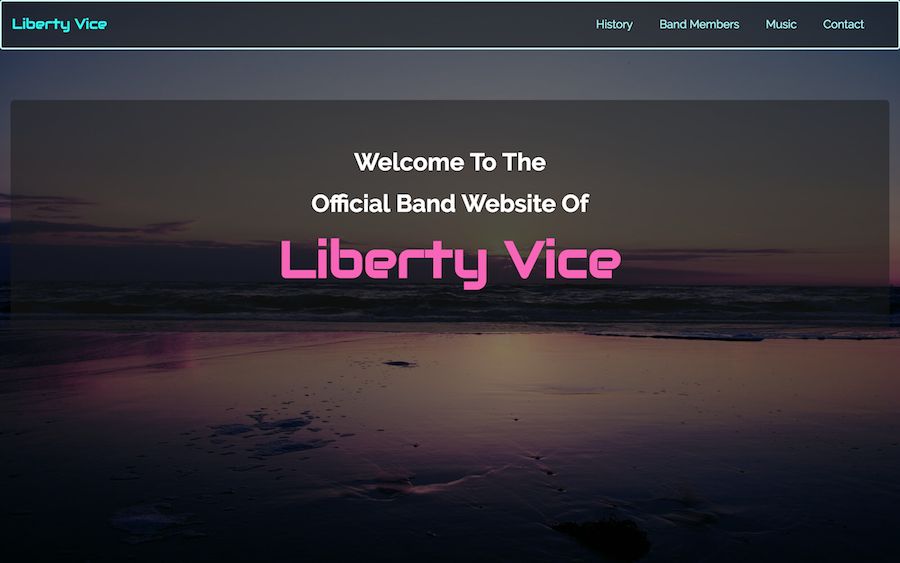 Liberty Vice
History
Band Members
Music
Contact
Welcome To The
Official Band Website Of
Liberty Vice